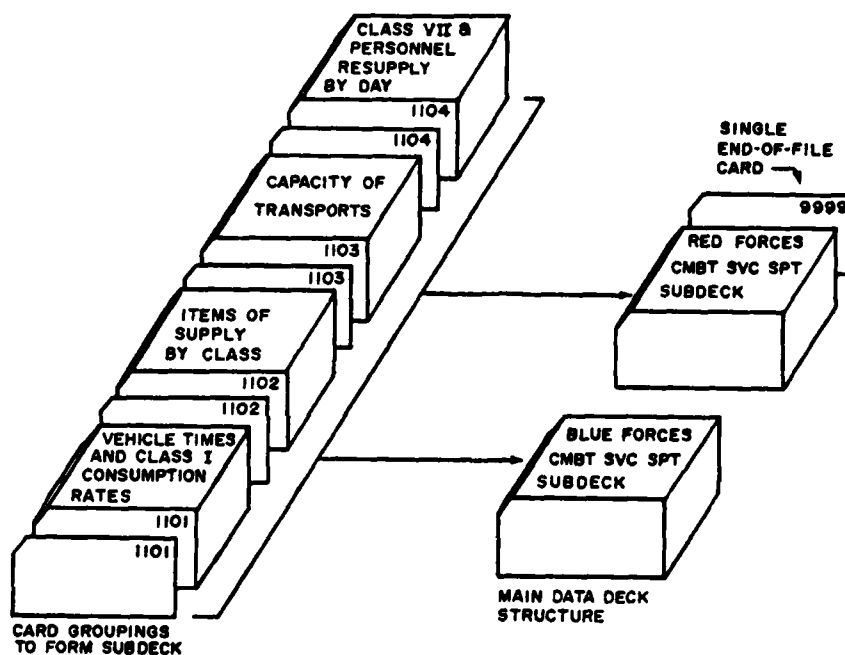 CLASS VII &
PERSONNEL
RESUPPLY
BY DAY
1104
1104
CAPACITY OF
TRANSPORTS
1103
1103
ITEMS OF
SUPPLY
BY CLASS
1102
1102
VEHICLE TIMES
AND CLASS I
CONSUMPTION
RATES
1101
1101
CARD GROUPINGS
TO FORM SUBDECK
SINGLE
END-OF-FILE
CARD
9999
RED FORCES
CMBT SVC SPT
SUBDECK
BLUE FORCES
CMBT SVC SPT
SUBDECK
MAIN DATA DECK
STRUCTURE